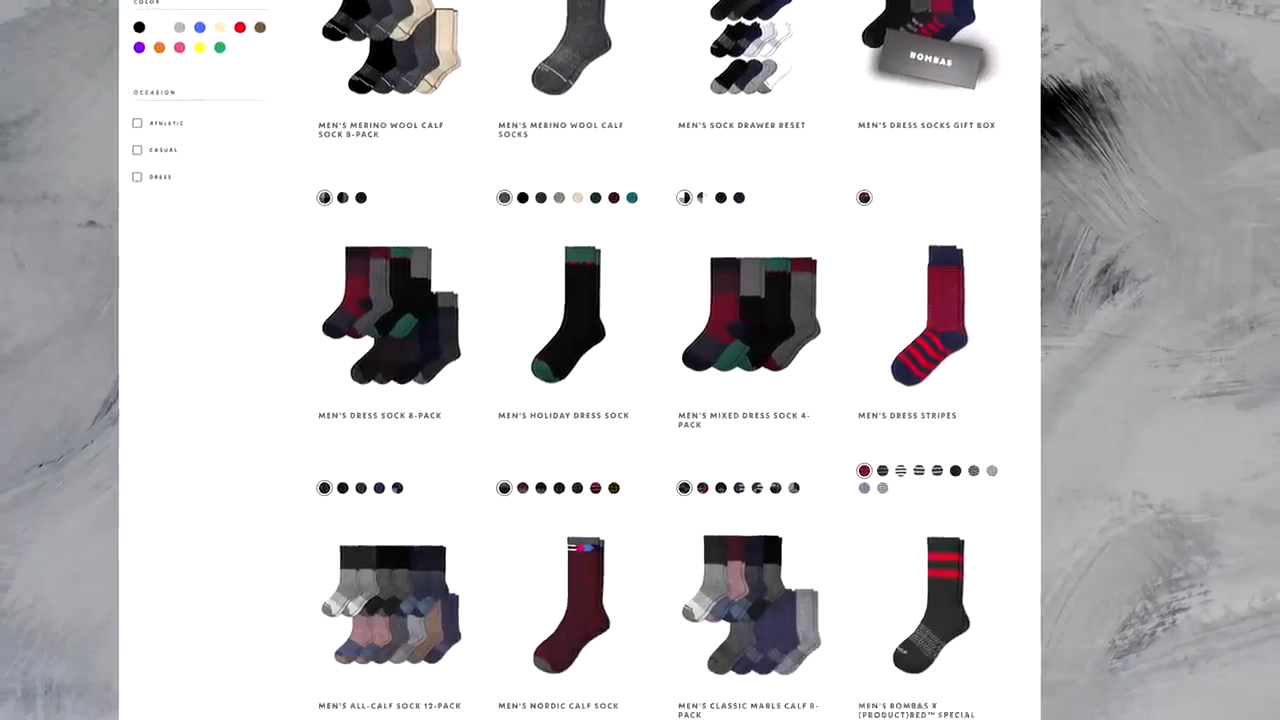 COLOR
OCCASION
ATHLETIC
CASUAL
DRESS
BOMBAS
MEN'S MERINO WOOL CALF
SOCK 8-PACK
MEN'S MERINO WOOL CALF
SOCKS
MEN'S SOCK DRAWER RESET
MEN'S DRESS SOCKS GIFT BOX
MEN'S DRESS SOCK 8-PACK
MEN'S HOLIDAY DRESS SOCK
MEN'S MIXED DRESS SOCK 4-
PACK
MEN'S DRESS STRIPES
MEN'S ALL-CALF SOCK 12-PACK
MEN'S NORDIC CALF SOCK
MEN'S CLASSIC MARLS CALF 8-
PACK
MEN'S BOMBAS X
(PRODUCT)RED™ SPECIAL